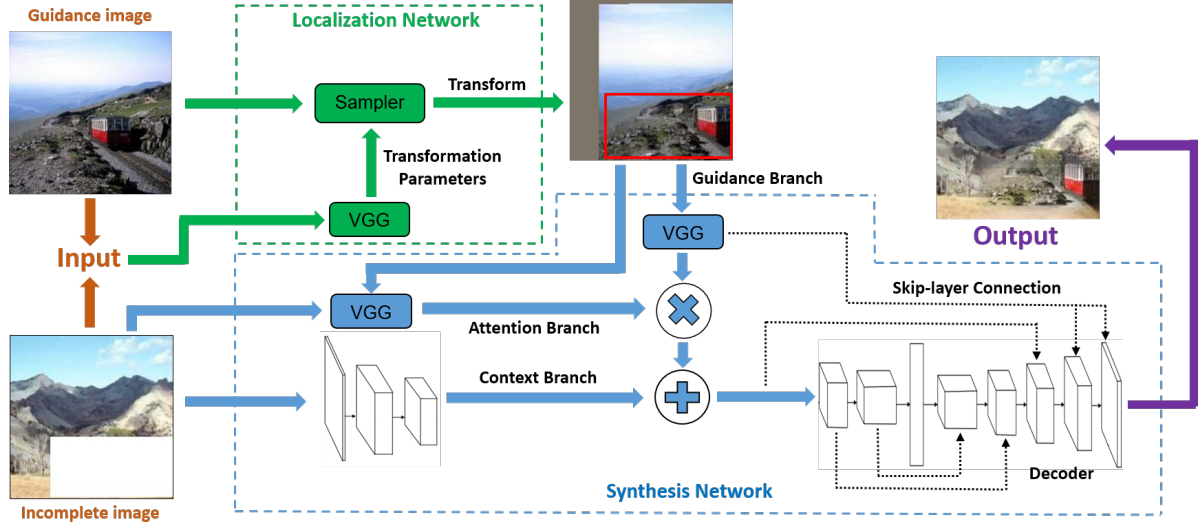 Guidance image
Localization Network
Sampler
Transform
Transformation
Parameters
VGG
Guidance Branch
Input
VGG
Output
Skip-layer Connection
VGG
Attention Branch
Context Branch
Decoder
Synthesis Network
Incomplete image